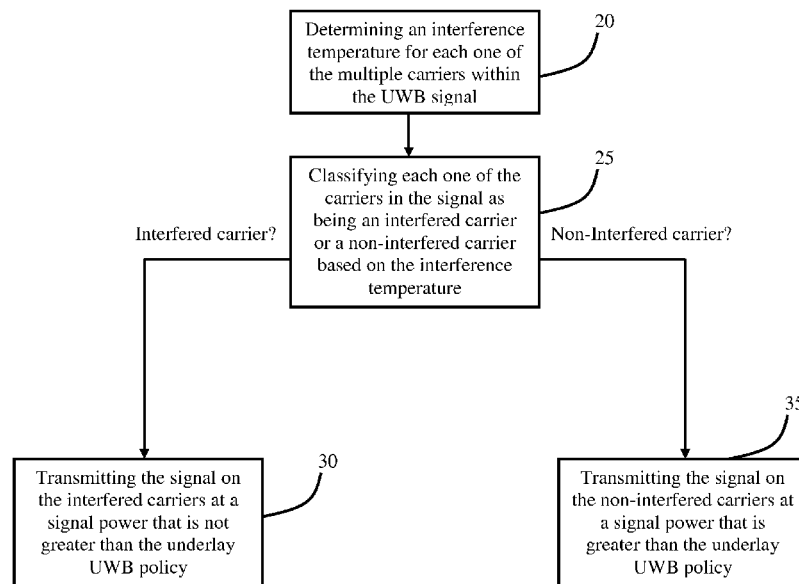 Determining an interference
temperature for each one of
the multiple carriers within
the UWB signal
20
Classifying each one of the
carriers in the signal as
being an interfered carrier
or a non-interfered carrier
based on the interference
temperature
25
Interfered carrier?
Non-Interfered carrier?
Transmitting the signal on
the interfered carriers at a
signal power that is not
greater than the underlay
UWB policy
30
Transmitting the signal on
the non-interfered carriers at
a signal power that is
greater than the underlay
UWB policy
35